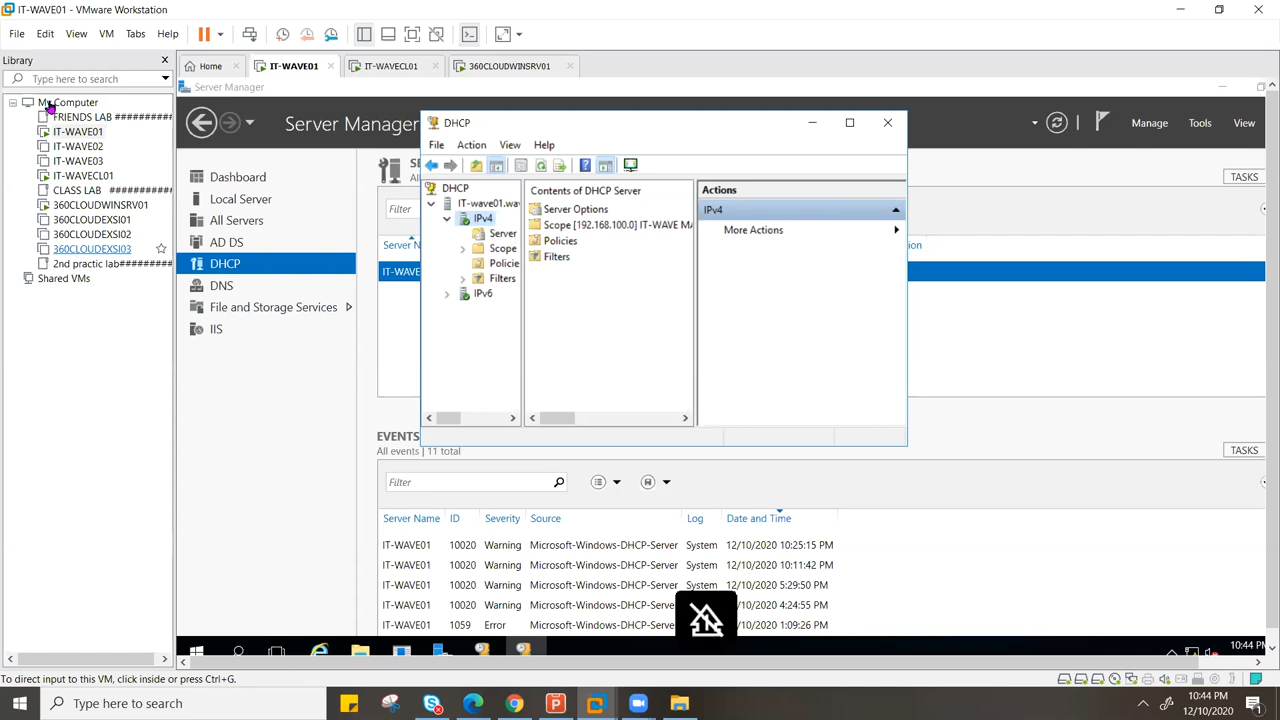 IT-WAVE01 - VMware Workstation
File Edit View VM Tabs Help
Library
Type here to search
My Computer
FRIENDS LAB ##########
IT-WAVE01
IT-WAVE02
IT-WAVE03
IT-WAVECL01
CLASS LAB ##########
360CLOUDWINSRV01
360CLOUDEXSI01
360CLOUDEXSI02
360CLOUDEXSI03
2nd practic lab#########
Shared VMs
Home IT-WAVE01 IT-WAVECL01 360CLOUDWINSRV01
Server Manager
Server Manager
Manage Tools View
Dashboard
Local Server
All Servers
AD DS
DHCP
DNS
File and Storage Services
IIS
TASKS
Filter
Server N
IT-WAVE
DHCP
File Action View Help
DHCP
IT-wave01.wa
IPv4
Server
Scope
Policie
Filters
IPv6
Contents of DHCP Server
Server Options
Scope [192.168.100.0] IT-WAVE MA
Policies
Filters
Actions
IPv4
More Actions
EVENTS
All events | 11 total
TASKS
Filter
Server Name ID Severity Source Log Date and Time
IT-WAVE01 10020 Warning Microsoft-Windows-DHCP-Server System 12/10/2020 10:25:15 PM
IT-WAVE01 10020 Warning Microsoft-Windows-DHCP-Server System 12/10/2020 10:11:42 PM
IT-WAVE01 10020 Warning Microsoft-Windows-DHCP-Server System 12/10/2020 5:29:50 PM
IT-WAVE01 10020 Warning Microsoft-Windows-DHCP-Server System 12/10/2020 4:24:55 PM
IT-WAVE01 1059 Error Microsoft-Windows-DHCP-Server System 12/10/2020 1:09:26 PM
10:44 PM
To direct input to this VM, click inside or press Ctrl+G.
Type here to search
10:44 PM
12/10/2020